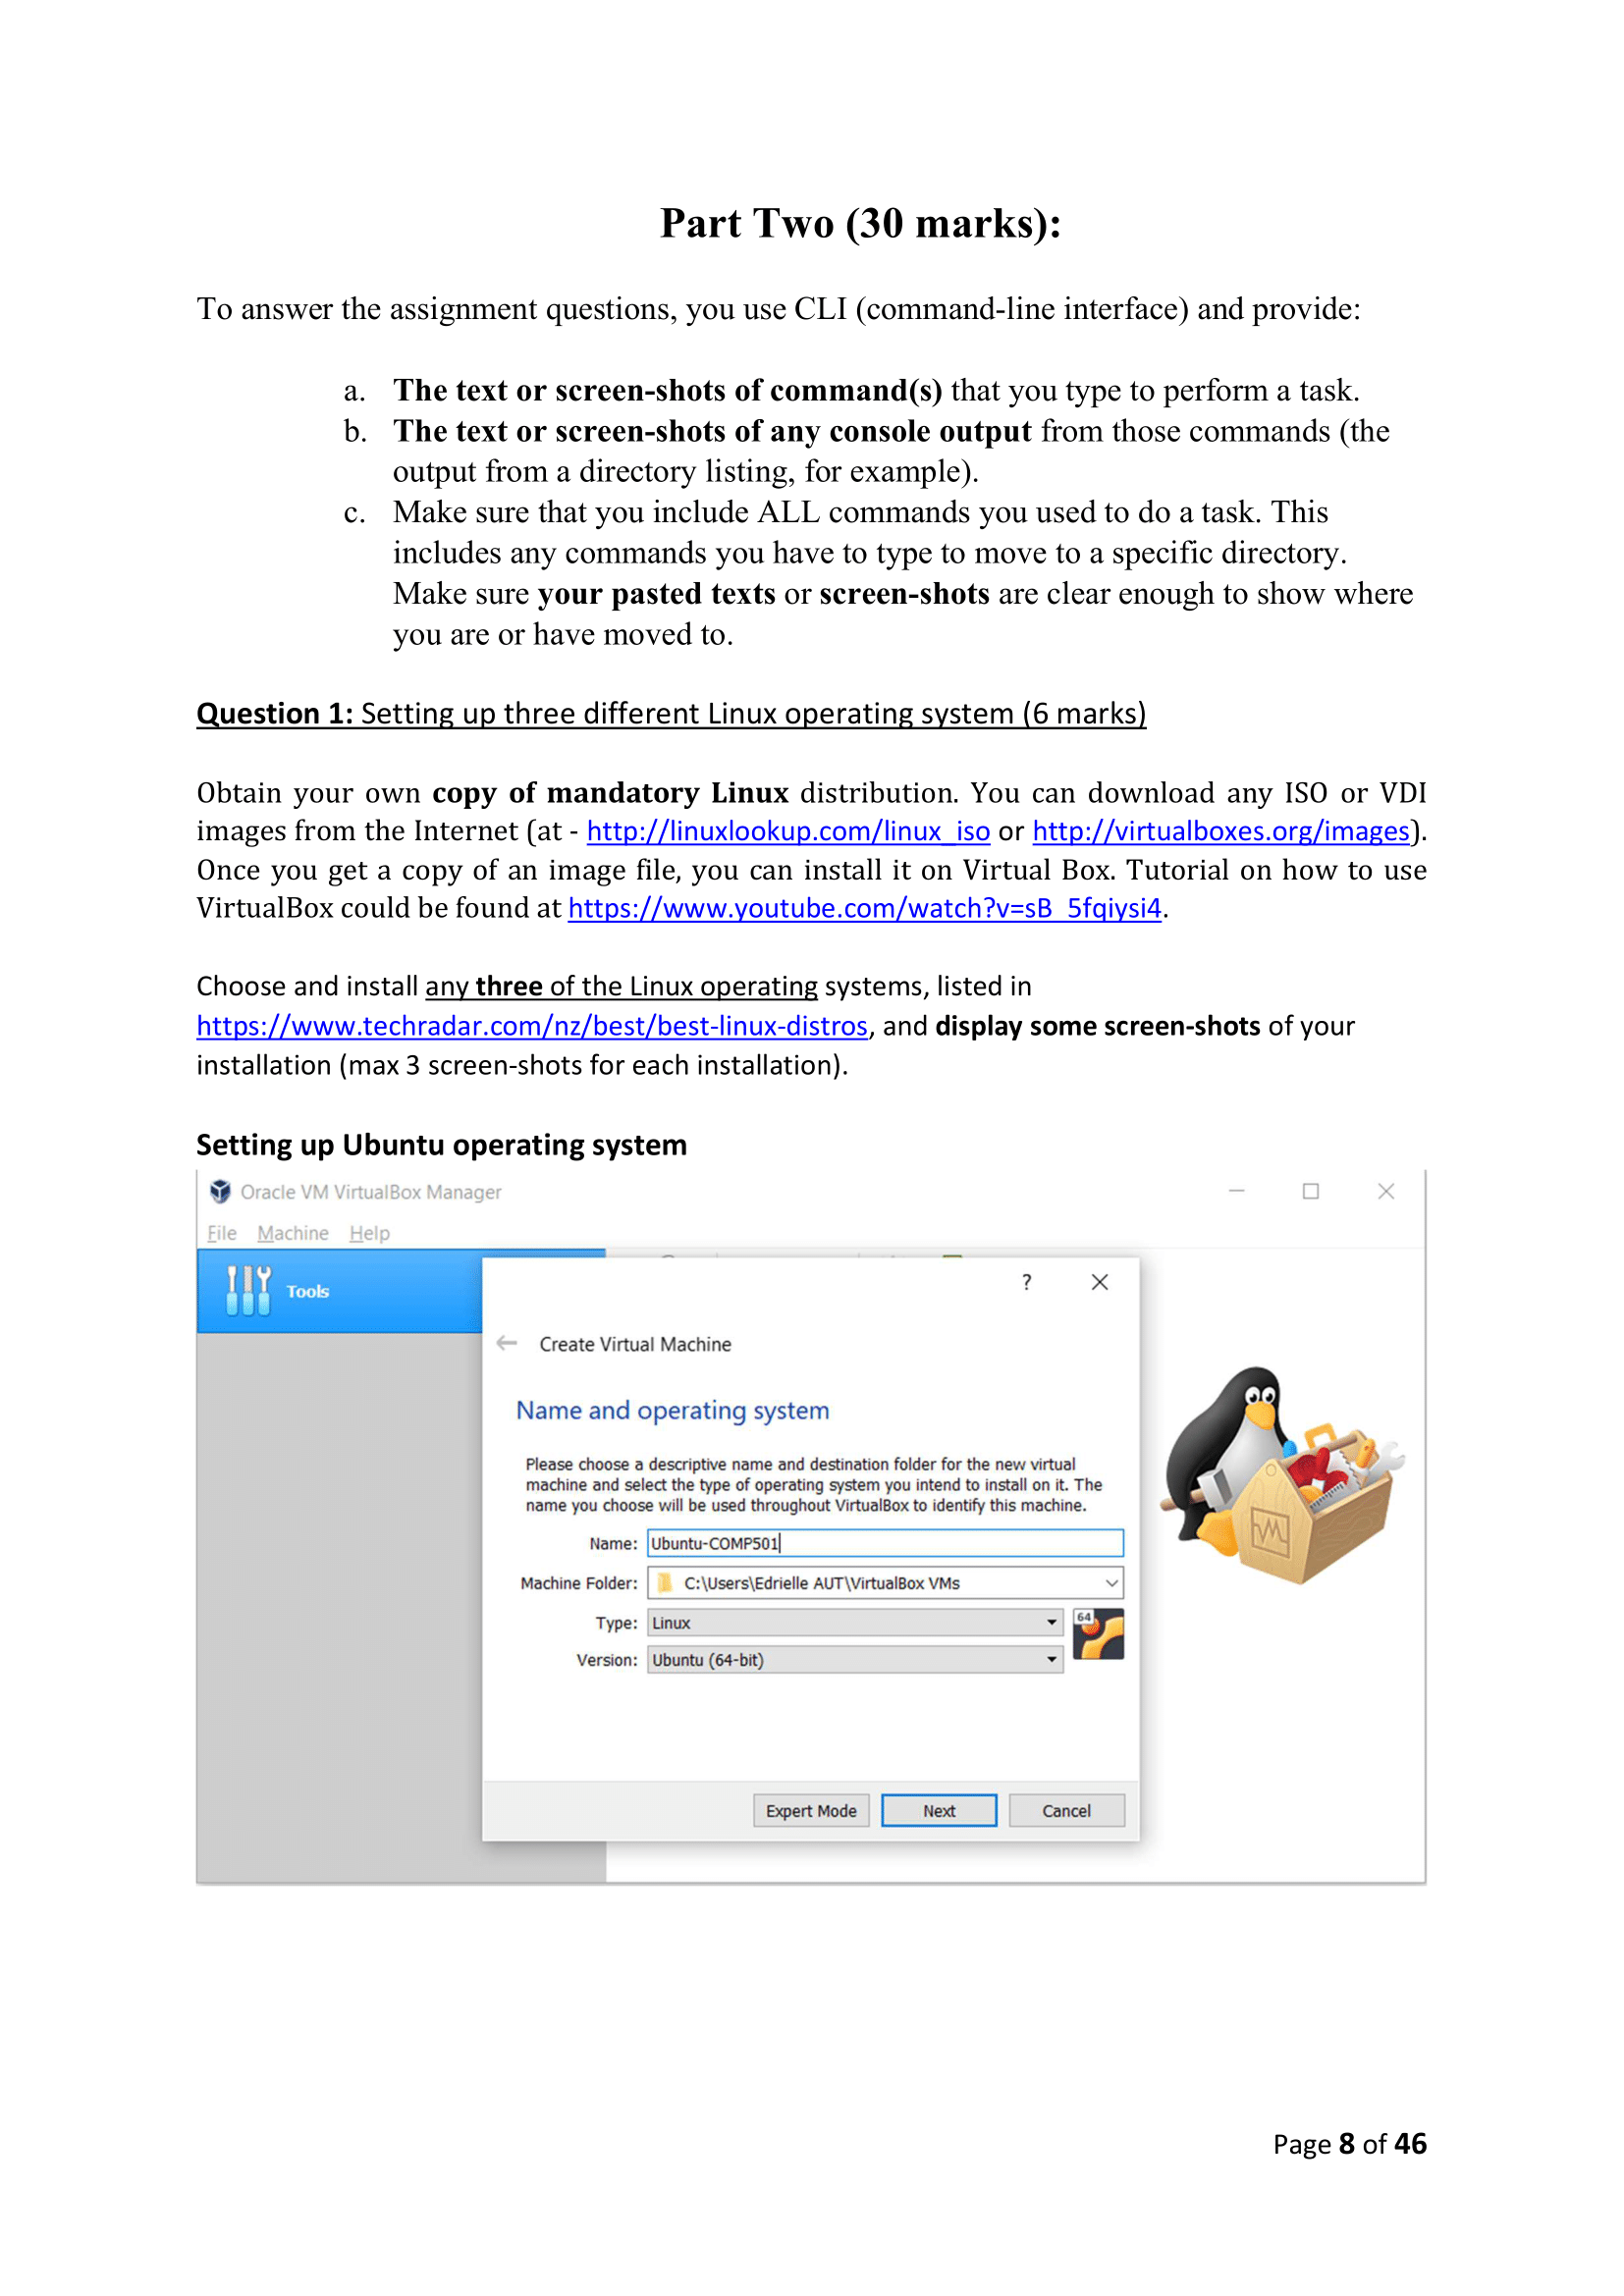 Part Two (30 marks):
To answer the assignment questions, you use CLI (command-line interface) and provide:
a. The text or screen-shots of command(s) that you type to perform a task.
b. The text or screen-shots of any console output from those commands (the
output from a directory listing, for example).
c. Make sure that you include ALL commands you used to do a task. This
includes any commands you have to type to move to a specific directory.
Make sure your pasted texts or screen-shots are clear enough to show where
you are or have moved to.
Question 1: Setting up three different Linux operating system (6 marks)
Obtain your own copy of mandatory Linux distribution. You can download any ISO or VDI
images from the Internet (at - http://linuxlookup.com/linux_iso or http://virtualboxes.org/images).
Once you get a copy of an image file, you can install it on Virtual Box. Tutorial on how to use
VirtualBox could be found at https://www.youtube.com/watch?v=sB_5fqiysi4.
Choose and install any three of the Linux operating systems, listed in
https://www.techradar.com/nz/best/best-linux-distros, and display some screen-shots of your
installation (max 3 screen-shots for each installation).
Setting up Ubuntu operating system
Oracle VM VirtualBox Manager
File Machine Help
Tools
?
Create Virtual Machine
Name and operating system
Please choose a descriptive name and destination folder for the new virtual
machine and select the type of operating system you intend to install on it. The
name you choose will be used throughout VirtualBox to identify this machine.
Name: Ubuntu-COMP501
Machine Folder: C:\Users\Edrielle AUT\VirtualBox VMs
Type: Linux
64
Version: Ubuntu (64-bit)
Expert Mode Next Cancel
Page 8 of 46